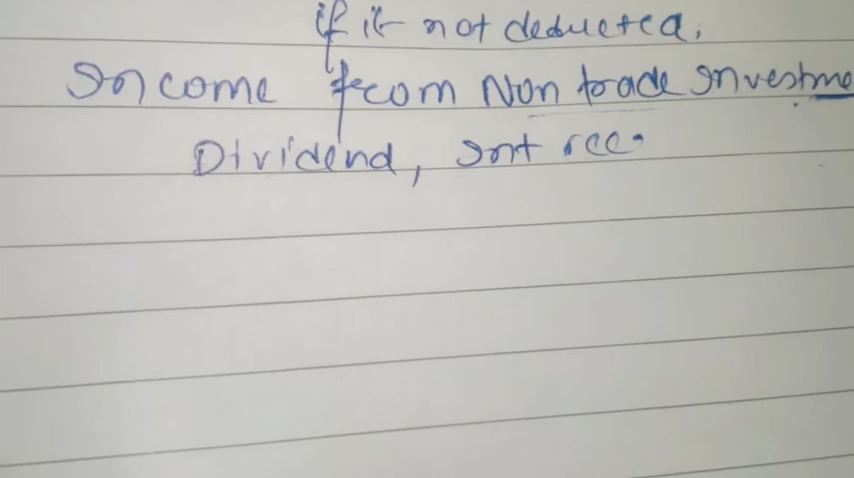 if it not deducted,
Income from Non trade Investme
Dividend, Int rec.